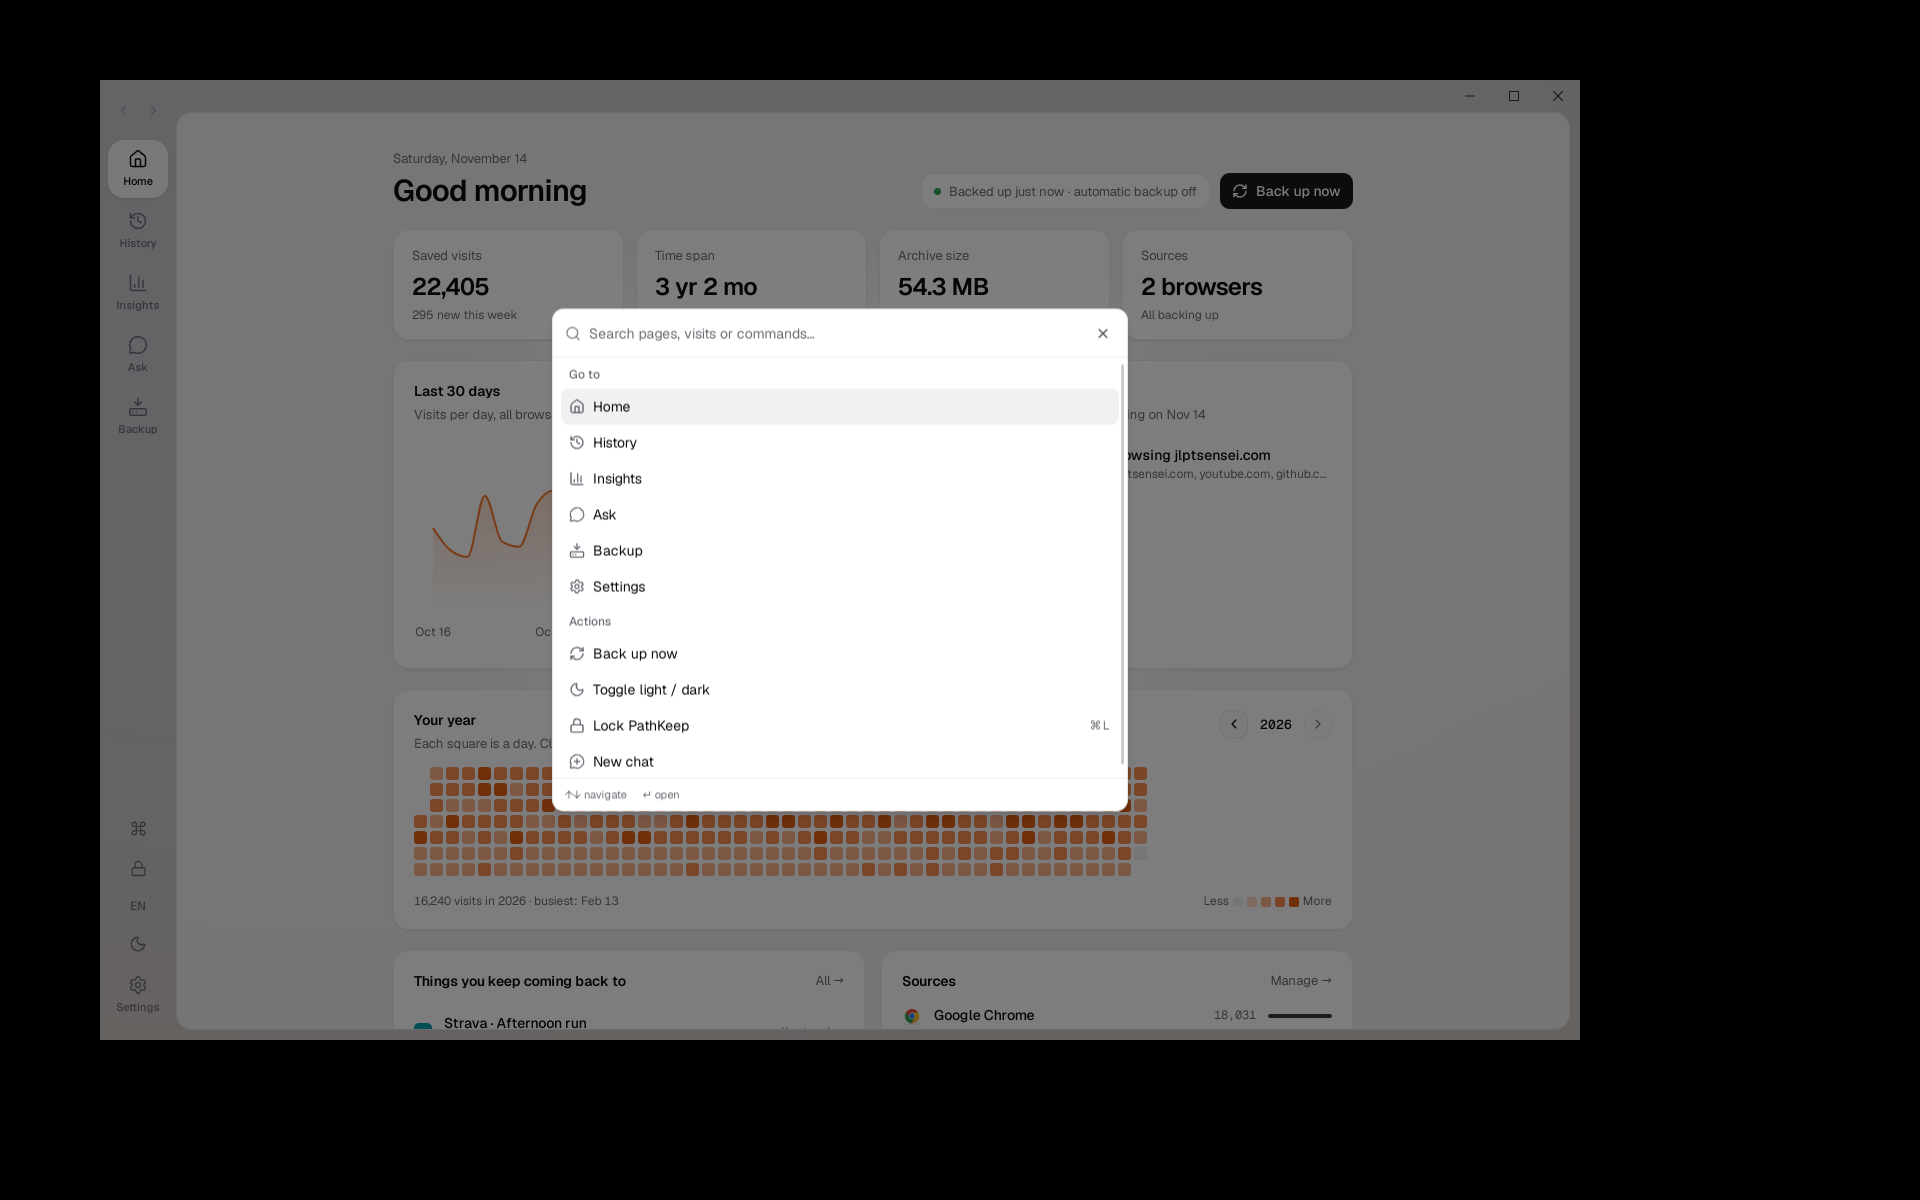 Home
History
Insights
Ask
Backup
EN
Settings
Saturday, November 14
Good morning
Backed up just now · automatic backup off
Back up now
Saved visits
22,405
295 new this week
Time span
3 yr 2 mo
Archive size
54.3 MB
Sources
2 browsers
All backing up
Search pages, visits or commands…
Go to
Home
History
Insights
Ask
Backup
Settings
Actions
Back up now
Toggle light / dark
Lock PathKeep ⌘L
New chat
↑↓ navigate ↵ open
Last 30 days
Visits per day, all brows
Oct 16
Oc
ing on Nov 14
owsing jlptsensei.com
tsensei.com, youtube.com, github.c…
Your year
Each square is a day. Cl
2026
16,240 visits in 2026 · busiest: Feb 13
Less
More
Things you keep coming back to
All →
Strava · Afternoon run
Sources
Manage →
Google Chrome
18,031